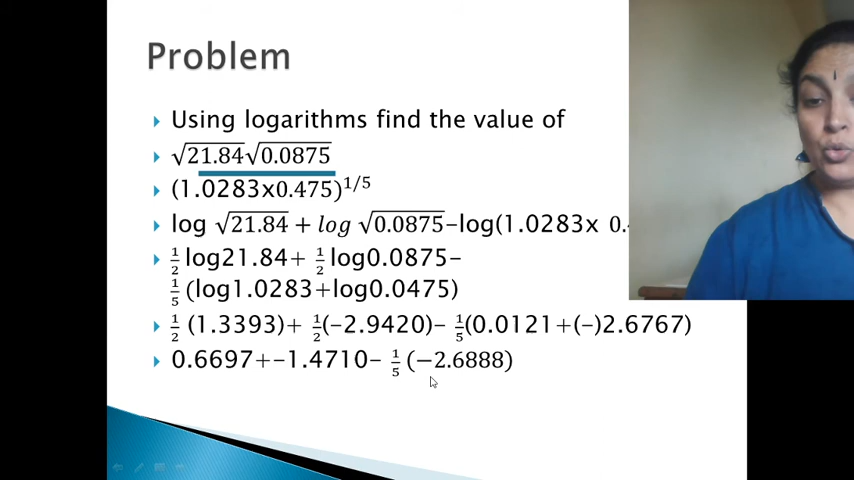 Problem
Using logarithms find the value of
√21.84√0.0875
(1.0283x0.475)^1/5
log √21.84 + log √0.0875–log(1.0283x 0.
1/2 log21.84+ 1/2 log0.0875–
1/5 (log1.0283+log0.0475)
1/2 (1.3393)+ 1/2(–2.9420)– 1/5(0.0121+(–)2.6767)
0.6697+–1.4710– 1/5 (−2.6888)